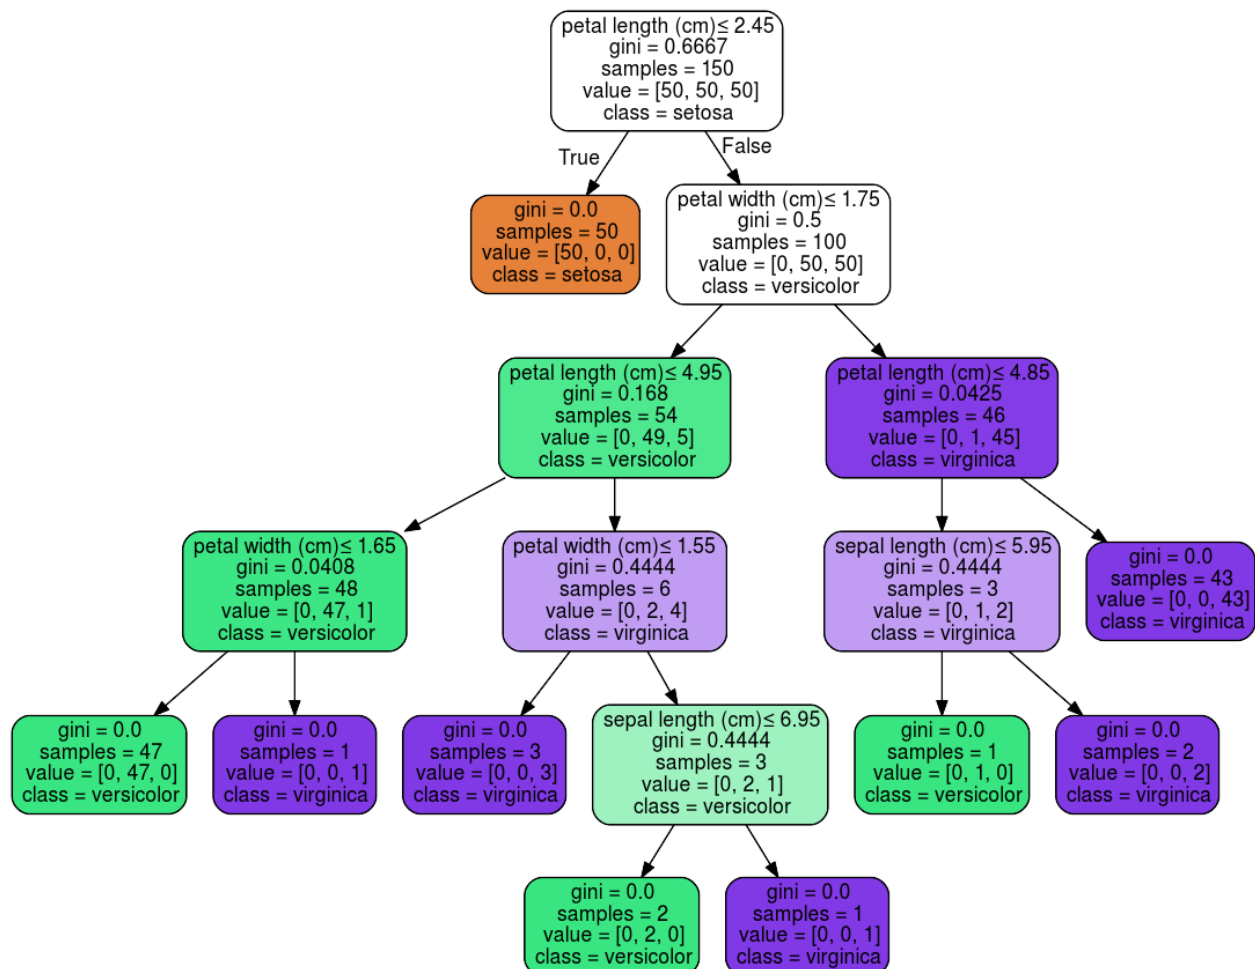 petal length (cm)≤ 2.45
gini = 0.6667
samples = 150
value = [50, 50, 50]
class = setosa
True
False
gini = 0.0
samples = 50
value = [50, 0, 0]
class = setosa
petal width (cm)≤ 1.75
gini = 0.5
samples = 100
value = [0, 50, 50]
class = versicolor
petal length (cm)≤ 4.95
gini = 0.168
samples = 54
value = [0, 49, 5]
class = versicolor
petal length (cm)≤ 4.85
gini = 0.0425
samples = 46
value = [0, 1, 45]
class = virginica
petal width (cm)≤ 1.65
gini = 0.0408
samples = 48
value = [0, 47, 1]
class = versicolor
petal width (cm)≤ 1.55
gini = 0.4444
samples = 6
value = [0, 2, 4]
class = virginica
sepal length (cm)≤ 5.95
gini = 0.4444
samples = 3
value = [0, 1, 2]
class = virginica
gini = 0.0
samples = 43
value = [0, 0, 43]
class = virginica
gini = 0.0
samples = 47
value = [0, 47, 0]
class = versicolor
gini = 0.0
samples = 1
value = [0, 0, 1]
class = virginica
gini = 0.0
samples = 3
value = [0, 0, 3]
class = virginica
sepal length (cm)≤ 6.95
gini = 0.4444
samples = 3
value = [0, 2, 1]
class = versicolor
gini = 0.0
samples = 1
value = [0, 1, 0]
class = versicolor
gini = 0.0
samples = 2
value = [0, 0, 2]
class = virginica
gini = 0.0
samples = 2
value = [0, 2, 0]
class = versicolor
gini = 0.0
samples = 1
value = [0, 0, 1]
class = virginica